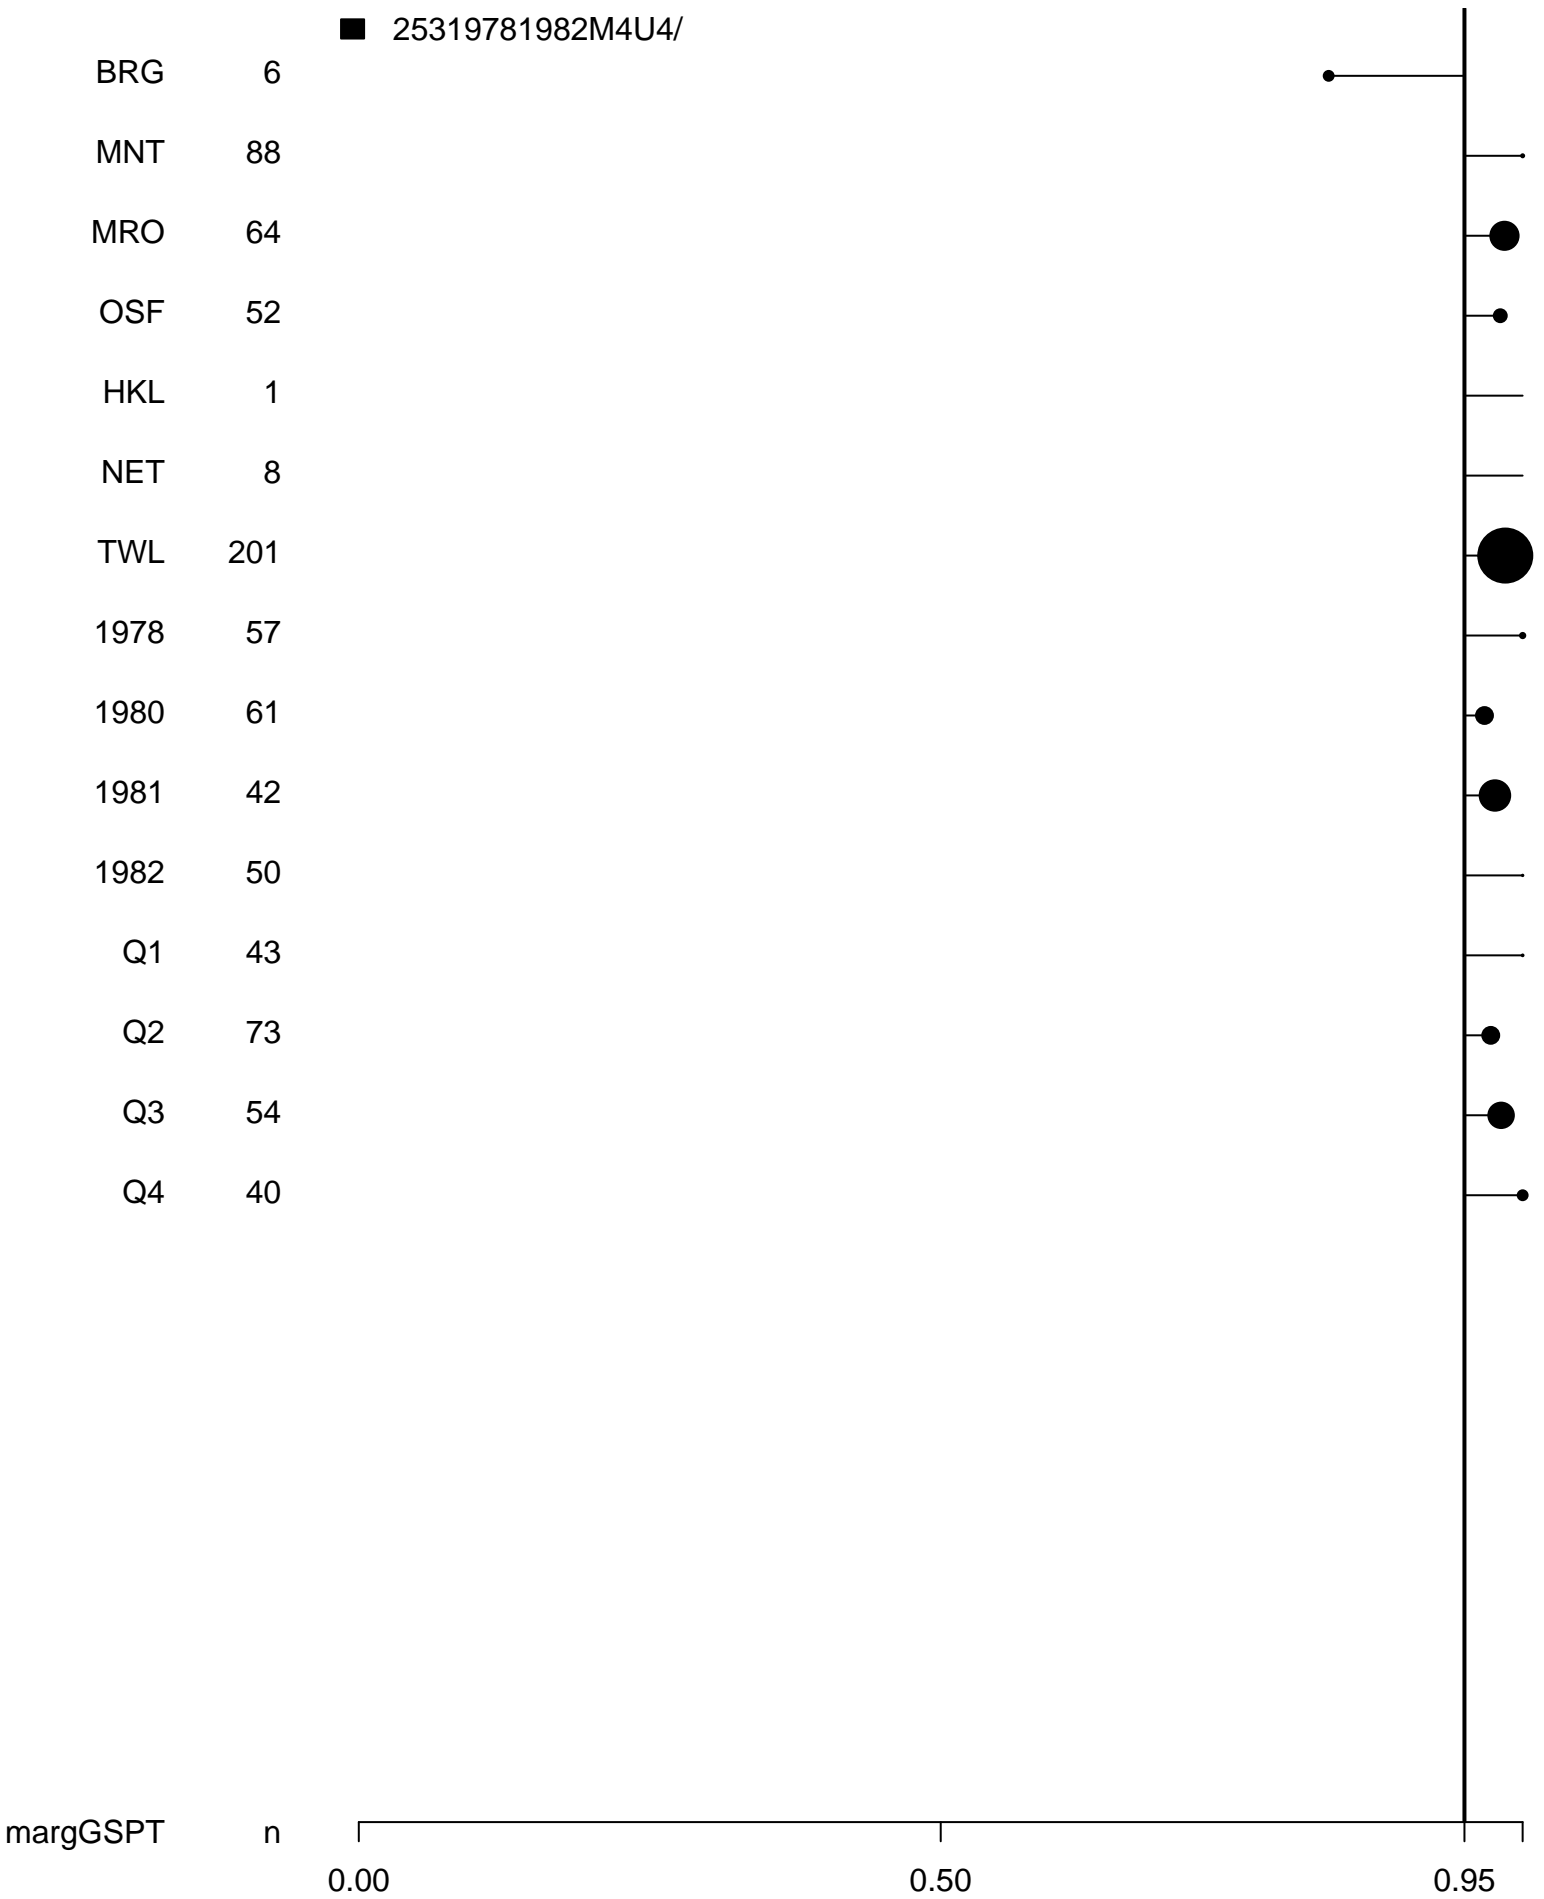 25319781982M4U4/
BRG 6
MNT 88
MRO 64
OSF 52
HKL 1
NET 8
TWL 201
1978 57
1980 61
1981 42
1982 50
Q1 43
Q2 73
Q3 54
Q4 40
margGSPT n
0.00 0.50 0.95